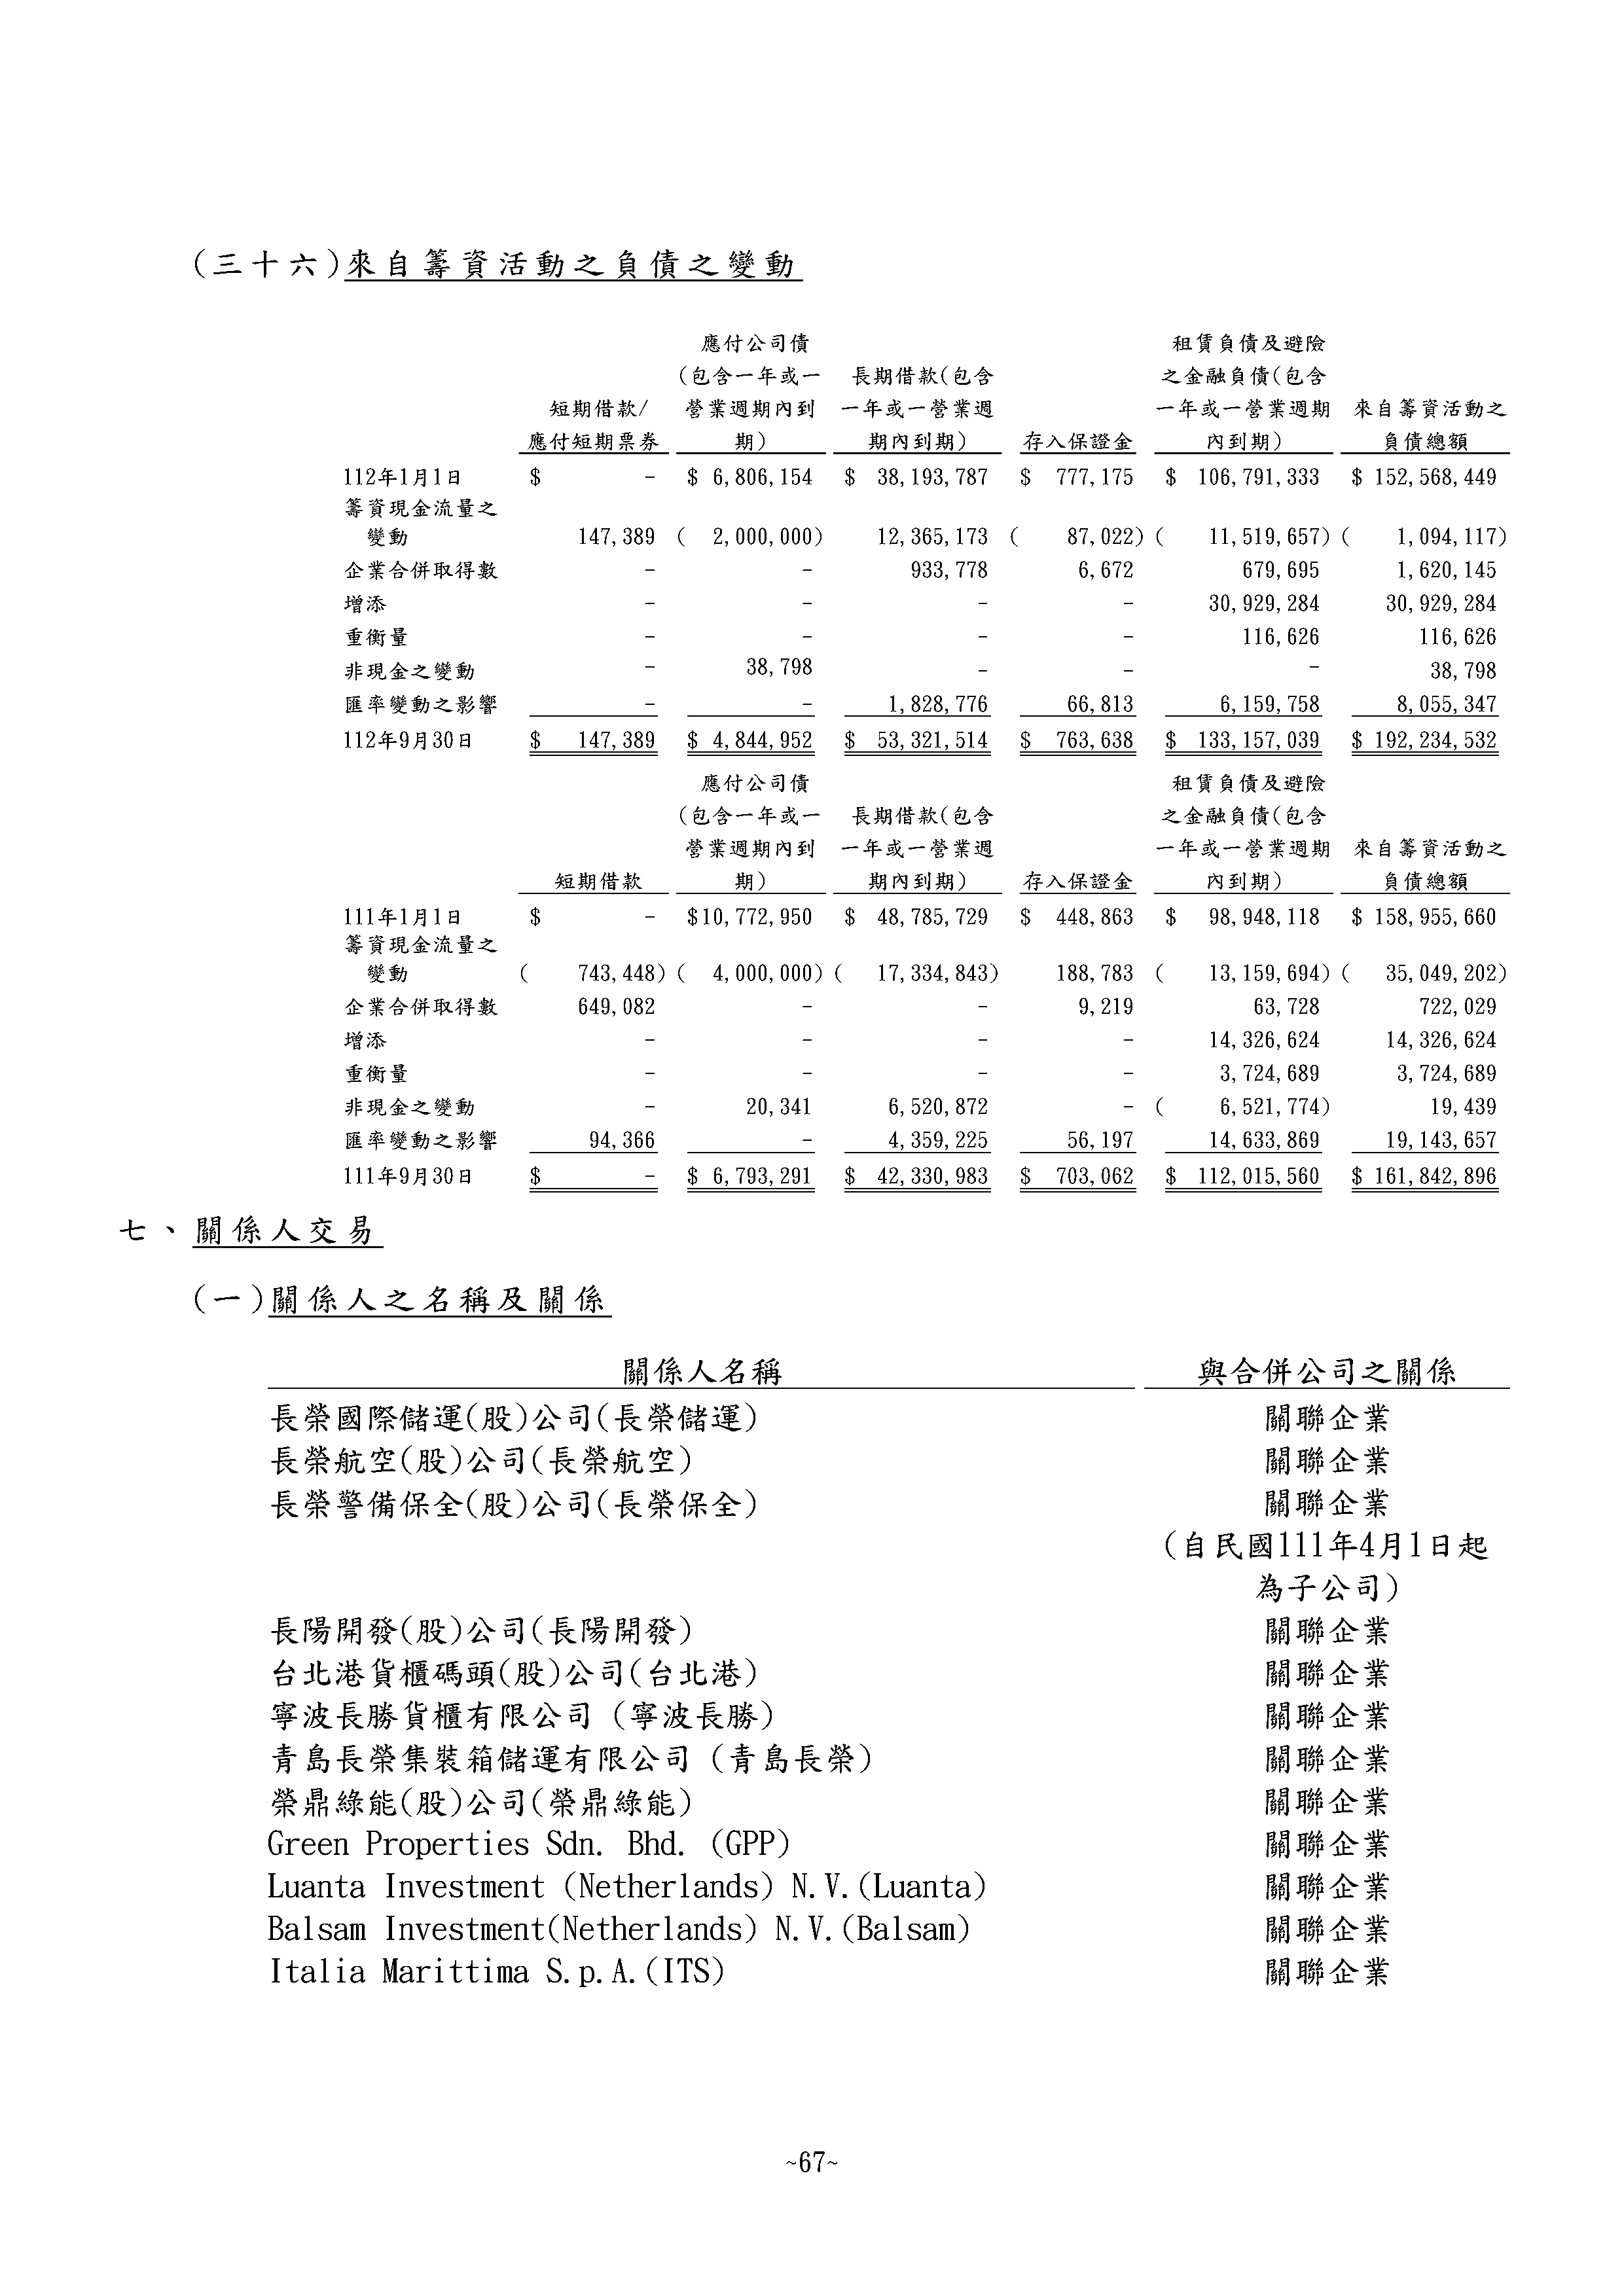 (三十六)來自籌資活動之負債之變動
應付公司債 租賃負債及避險
(包含一年或一 長期借款(包含 之金融負債(包含
短期借款/ 營業週期內到 一年或一營業週 一年或一營業週期 來自籌資活動之
應付短期票券 期) 期內到期) 存入保證金 內到期) 負債總額
112年1月1日 $ - $ 6,806,154 $ 38,193,787 $ 777,175 $ 106,791,333 $ 152,568,449
籌資現金流量之
變動 147,389 ( 2,000,000) 12,365,173 ( 87,022) ( 11,519,657) ( 1,094,117)
企業合併取得數 - - 933,778 6,672 679,695 1,620,145
增添 - - - - 30,929,284 30,929,284
重衡量 - - - - 116,626 116,626
非現金之變動 - 38,798 - - - 38,798
匯率變動之影響 - - 1,828,776 66,813 6,159,758 8,055,347
112年9月30日 $ 147,389 $ 4,844,952 $ 53,321,514 $ 763,638 $ 133,157,039 $ 192,234,532
應付公司債 租賃負債及避險
(包含一年或一 長期借款(包含 之金融負債(包含
營業週期內到 一年或一營業週 一年或一營業週期 來自籌資活動之
短期借款 期) 期內到期) 存入保證金 內到期) 負債總額
111年1月1日 $ - $10,772,950 $ 48,785,729 $ 448,863 $ 98,948,118 $ 158,955,660
籌資現金流量之
變動 ( 743,448) ( 4,000,000) ( 17,334,843) 188,783 ( 13,159,694) ( 35,049,202)
企業合併取得數 649,082 - - 9,219 63,728 722,029
增添 - - - - 14,326,624 14,326,624
重衡量 - - - - 3,724,689 3,724,689
非現金之變動 - 20,341 6,520,872 - ( 6,521,774) 19,439
匯率變動之影響 94,366 - 4,359,225 56,197 14,633,869 19,143,657
111年9月30日 $ - $ 6,793,291 $ 42,330,983 $ 703,062 $ 112,015,560 $ 161,842,896
七、關係人交易
(一)關係人之名稱及關係
關係人名稱 與合併公司之關係
長榮國際儲運(股)公司(長榮儲運) 關聯企業
長榮航空(股)公司(長榮航空) 關聯企業
長榮警備保全(股)公司(長榮保全) 關聯企業
(自民國111年4月1日起
為子公司)
長陽開發(股)公司(長陽開發) 關聯企業
台北港貨櫃碼頭(股)公司(台北港) 關聯企業
寧波長勝貨櫃有限公司 (寧波長勝) 關聯企業
青島長榮集裝箱儲運有限公司 (青島長榮) 關聯企業
榮鼎綠能(股)公司(榮鼎綠能) 關聯企業
Green Properties Sdn. Bhd. (GPP) 關聯企業
Luanta Investment (Netherlands) N.V.(Luanta) 關聯企業
Balsam Investment(Netherlands) N.V.(Balsam) 關聯企業
Italia Marittima S.p.A.(ITS) 關聯企業
~67~